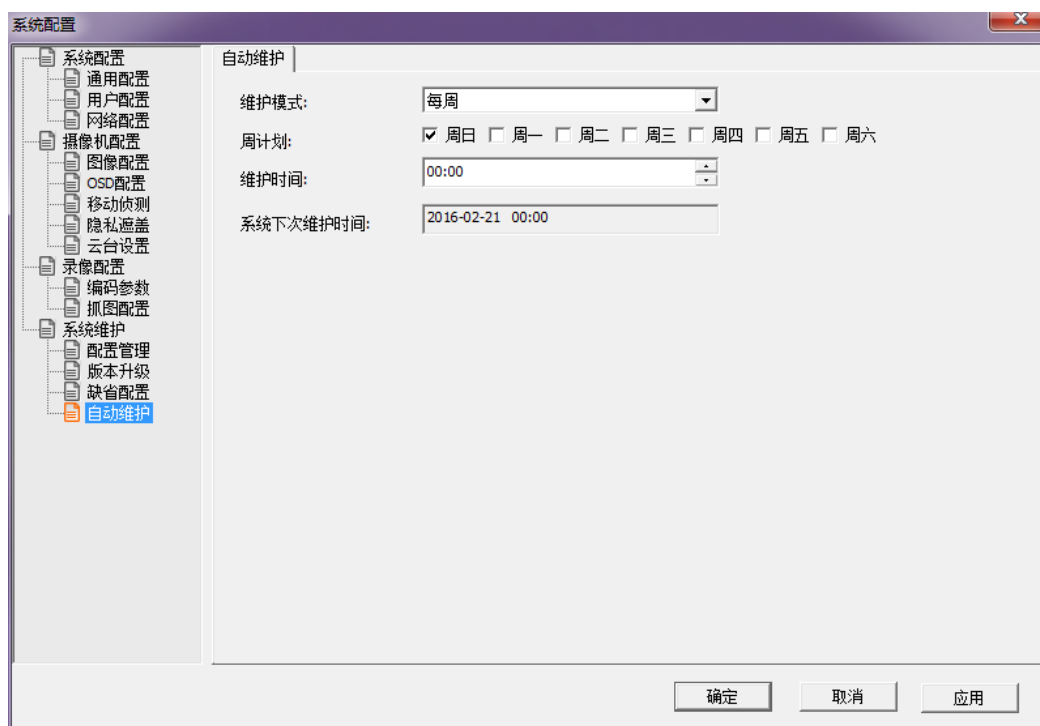 系统配置
X
系统配置
通用配置
用户配置
网络配置
摄像机配置
图像配置
OSD配置
移动侦测
隐私遮盖
云台设置
录像配置
编码参数
抓图配置
系统维护
配置管理
版本升级
缺省配置
自动维护
自动维护
维护模式: 每周
周计划: 周日 周一 周二 周三 周四 周五 周六
维护时间: 00:00
系统下次维护时间: 2016-02-21 00:00
确定 取消 应用